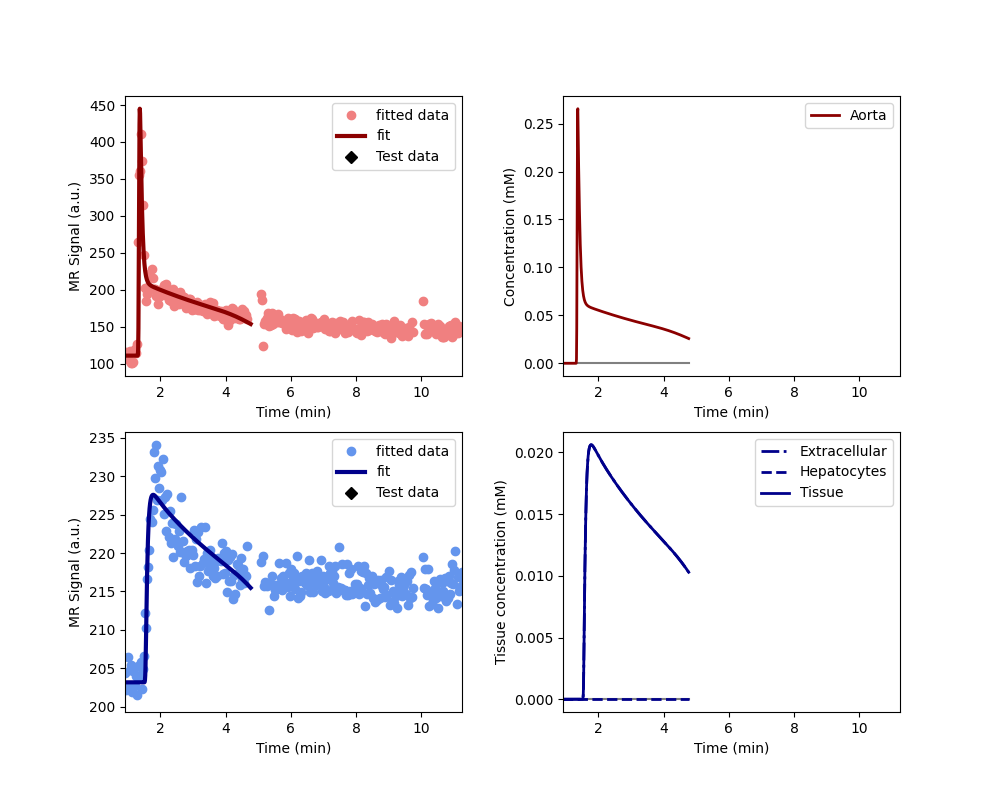 450
400
350
300
250
200
150
100
MR Signal (a.u.)
fitted data
fit
Test data
2 4 6 8 10
Time (min)
0.25
0.20
0.15
0.10
0.05
0.00
Concentration (mM)
Aorta
2 4 6 8 10
Time (min)
235
230
225
220
215
210
205
200
MR Signal (a.u.)
fitted data
fit
Test data
2 4 6 8 10
Time (min)
0.020
0.015
0.010
0.005
0.000
Tissue concentration (mM)
Extracellular
Hepatocytes
Tissue
2 4 6 8 10
Time (min)